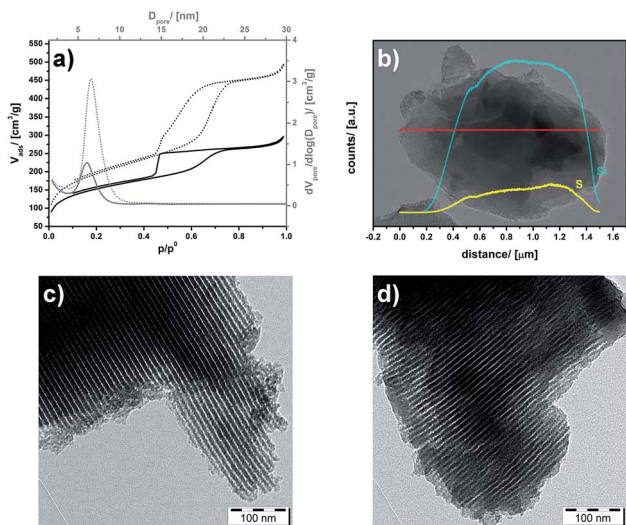 D_pore/ [nm]
5 10 15 20 25 30
a)
V_ads/ [cm³/g]
550
500
450
400
350
300
250
200
150
100
50
4
3
2
1
0
dV_pore/dlog(D_pore)/ [cm³/g]
0.0 0.2 0.4 0.6 0.8 1.0
p/p⁰
b)
counts/ [a.u.]
Si
S
-0.2 0.0 0.2 0.4 0.6 0.8 1.0 1.2 1.4 1.6
distance/ [µm]
c)
100 nm
d)
100 nm